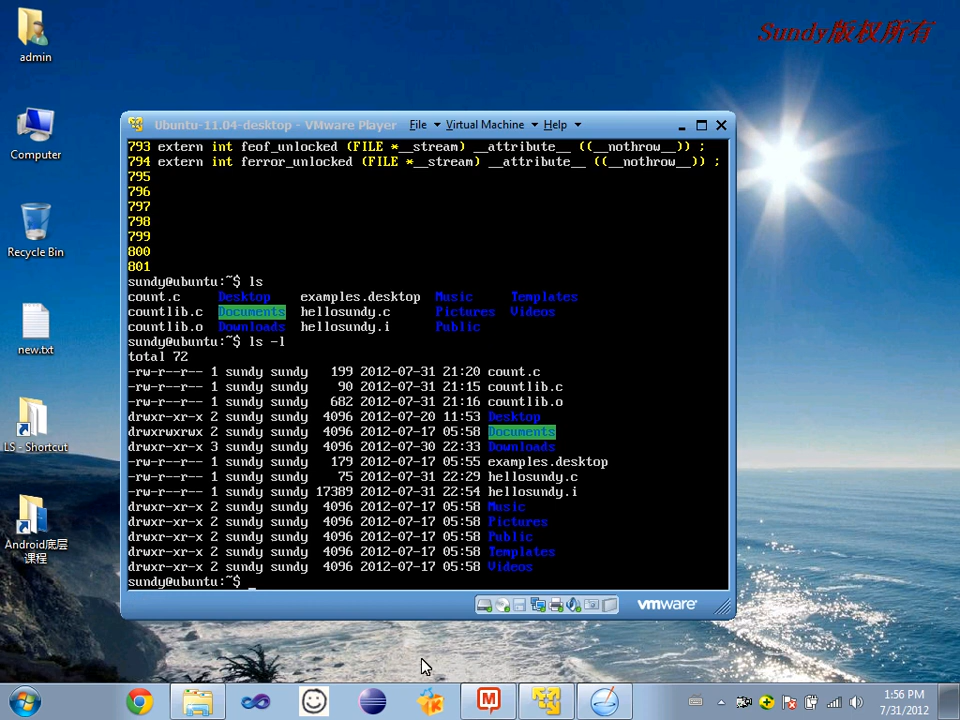 admin
Computer
Recycle Bin
new.txt
LS - Shortcut
Android底层
课程
Sundy版权所有
Ubuntu-11.04-desktop - VMware Player File Virtual Machine Help
793 extern int feof_unlocked (FILE *__stream) __attribute__ ((__nothrow__)) ;
794 extern int ferror_unlocked (FILE *__stream) __attribute__ ((__nothrow__)) ;
795
796
797
798
799
800
801
sundy@ubuntu:~$ ls
count.c Desktop examples.desktop Music Templates
countlib.c Documents hellosundy.c Pictures Videos
countlib.o Downloads hellosundy.i Public
sundy@ubuntu:~$ ls -l
total 72
-rw-r--r-- 1 sundy sundy 199 2012-07-31 21:20 count.c
-rw-r--r-- 1 sundy sundy 90 2012-07-31 21:15 countlib.c
-rw-r--r-- 1 sundy sundy 682 2012-07-31 21:16 countlib.o
drwxr-xr-x 2 sundy sundy 4096 2012-07-20 11:53 Desktop
drwxrwxrwx 2 sundy sundy 4096 2012-07-17 05:58 Documents
drwxr-xr-x 3 sundy sundy 4096 2012-07-30 22:33 Downloads
-rw-r--r-- 1 sundy sundy 179 2012-07-17 05:55 examples.desktop
-rw-r--r-- 1 sundy sundy 75 2012-07-31 22:29 hellosundy.c
-rw-r--r-- 1 sundy sundy 17389 2012-07-31 22:54 hellosundy.i
drwxr-xr-x 2 sundy sundy 4096 2012-07-17 05:58 Music
drwxr-xr-x 2 sundy sundy 4096 2012-07-17 05:58 Pictures
drwxr-xr-x 2 sundy sundy 4096 2012-07-17 05:58 Public
drwxr-xr-x 2 sundy sundy 4096 2012-07-17 05:58 Templates
drwxr-xr-x 2 sundy sundy 4096 2012-07-17 05:58 Videos
sundy@ubuntu:~$ _
vmware
1:56 PM
7/31/2012